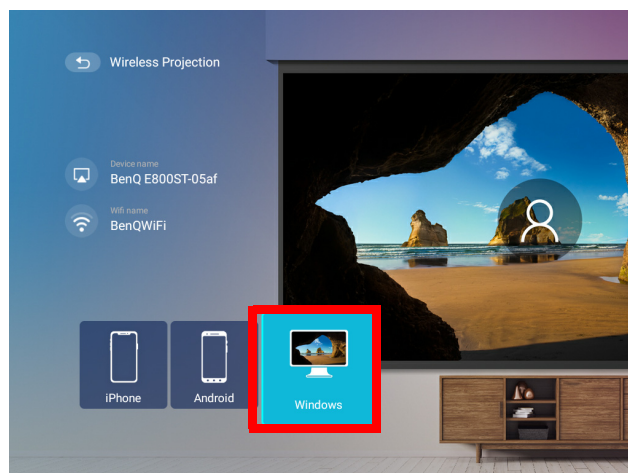 Wireless Projection
Device name
BenQ E800ST-05af
Wifi name
BenQWiFi
iPhone
Android
Windows